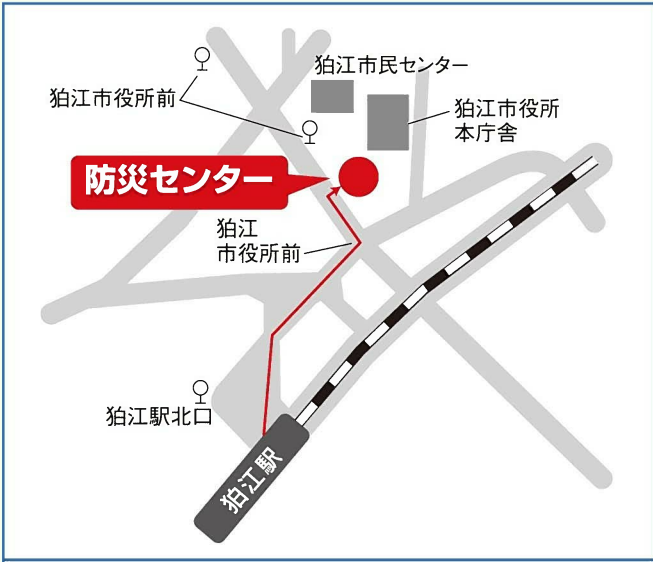 狛江市民センター
狛江市役所前
狛江市役所
本庁舎
防災センター
狛江
市役所前
狛江駅北口
狛江駅